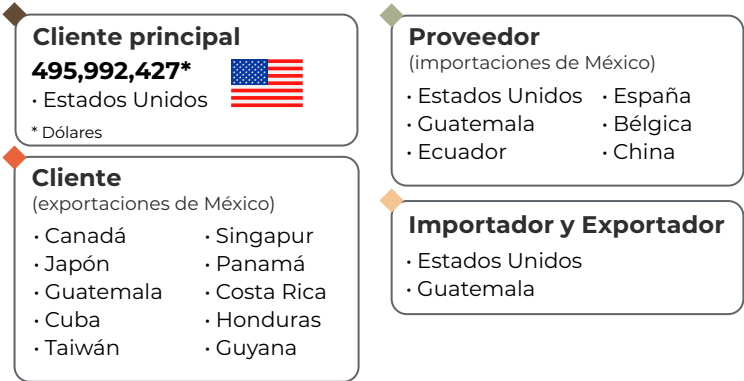 Cliente principal
495,992,427*
· Estados Unidos
* Dólares
Cliente
(exportaciones de México)
· Canadá
· Japón
· Guatemala
· Cuba
· Taiwán
· Singapur
· Panamá
· Costa Rica
· Honduras
· Guyana
Proveedor
(importaciones de México)
· Estados Unidos
· Guatemala
· Ecuador
· España
· Bélgica
· China
Importador y Exportador
· Estados Unidos
· Guatemala